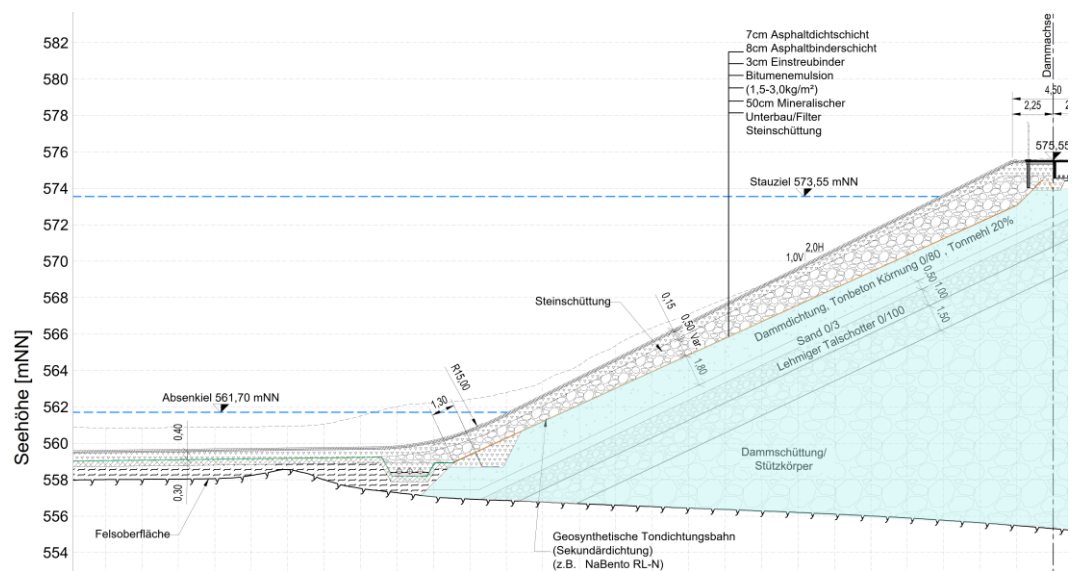 582
580
578
576
574
572
570
568
566
564
562
560
558
556
554
Seehöhe [mNN]
7cm Asphaltdichtschicht
8cm Asphaltbinderschicht
3cm Einstreubinder
Bitumenemulsion
(1,5-3,0kg/m²)
50cm Mineralischer
Unterbau/Filter
Steinschüttung
Dammachse
4,50
2,25
2
575,55
Stauziel 573,55 mNN
1,0V
2,0H
Dammdichtung, Tonbeton Körnung 0/80 , Tonmehl 20%
Sand 0/3
Lehmiger Talschotter 0/100
0,50
1,00
1,50
Steinschüttung
0,15
0,50 Var
1,80
R15,00
1,30
Absenkiel 561,70 mNN
0,40
0,30
Felsoberfläche
Dammschüttung/
Stützkörper
Geosynthetische Tondichtungsbahn
(Sekundärdichtung)
(z.B. NaBento RL-N)